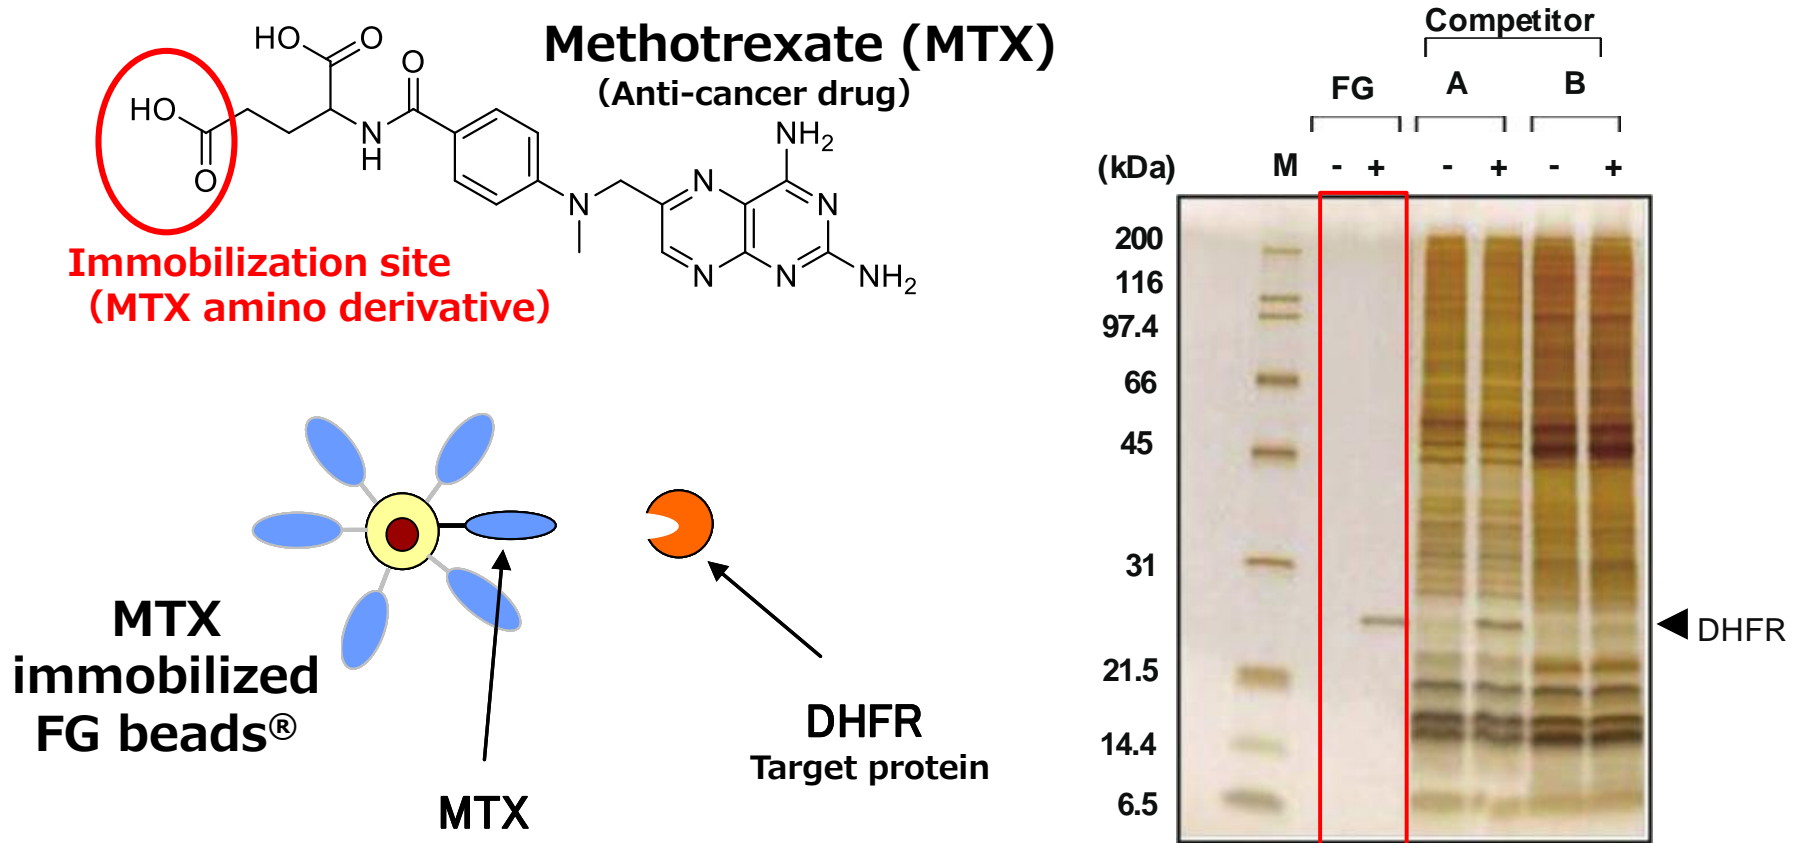 Methotrexate (MTX)
(Anti-cancer drug)
HO
O
O
HO
O
N
H
N
N
N
N
N
NH2
NH2
Immobilization site
(MTX amino derivative)
MTX
immobilized
FG beads®
MTX
DHFR
Target protein
Competitor
FG A B
(kDa) M - + - + - +
200
116
97.4
66
45
31
21.5
14.4
6.5
DHFR